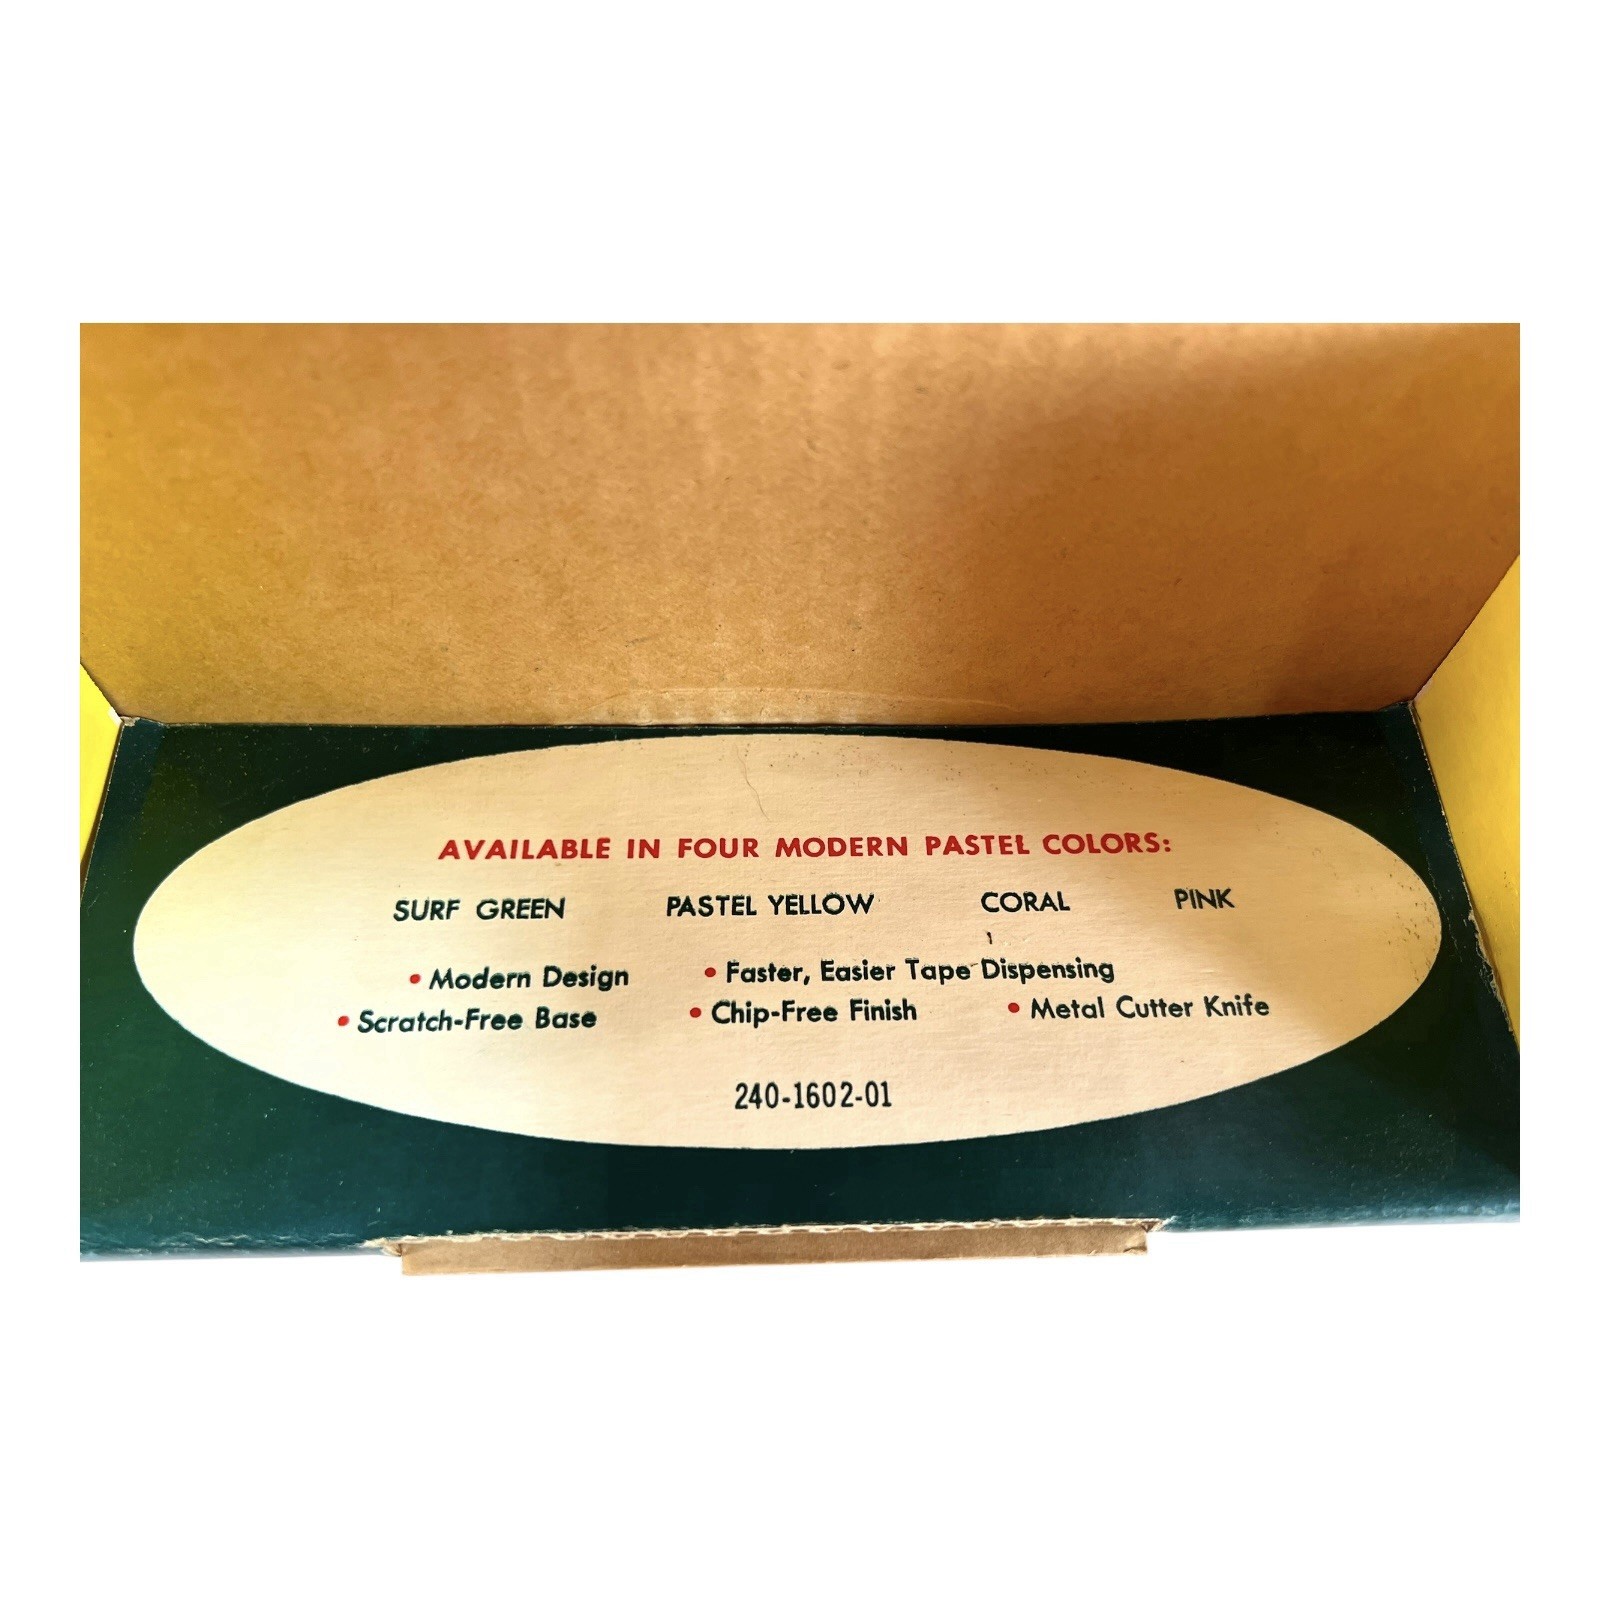 AVAILABLE IN FOUR MODERN PASTEL COLORS:
SURF GREEN PASTEL YELLOW CORAL PINK
• Modern Design • Faster, Easier Tape Dispensing
• Scratch-Free Base • Chip-Free Finish • Metal Cutter Knife
240-1602-01